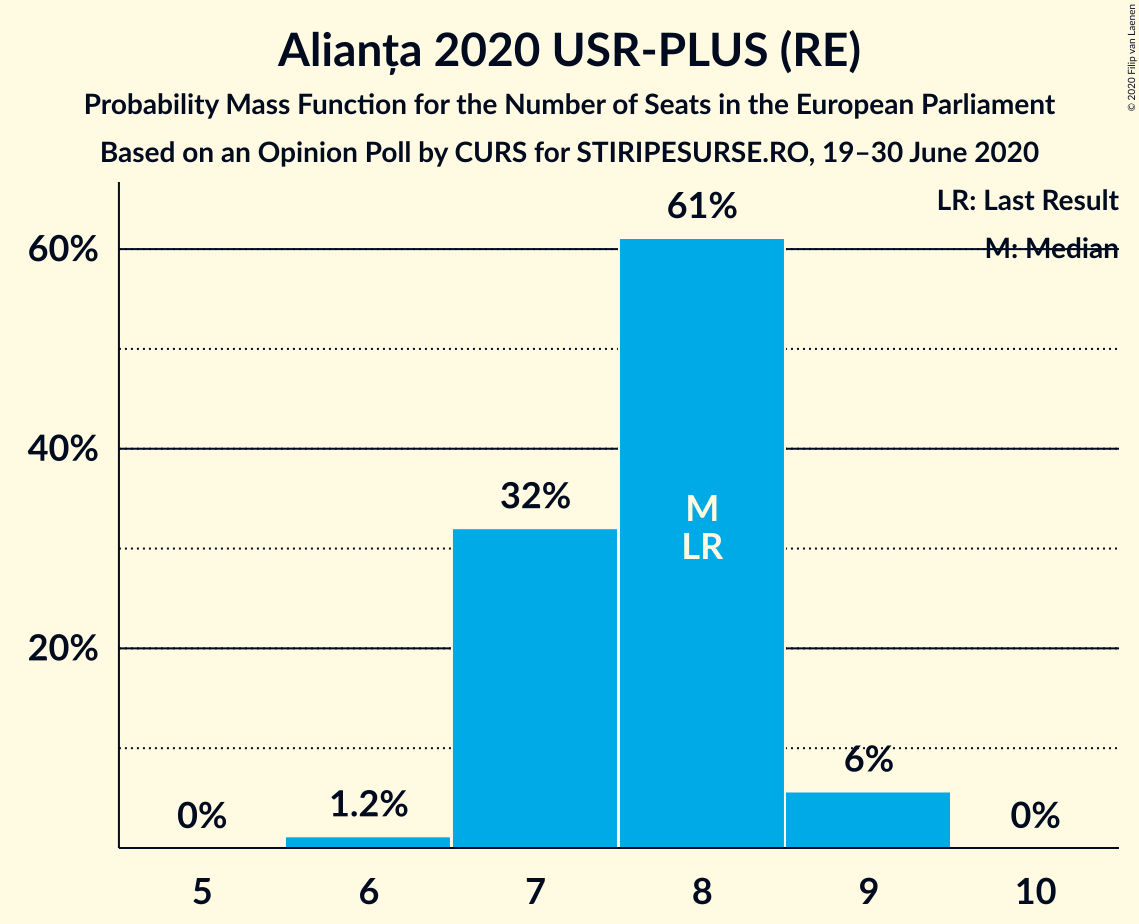 Alianța 2020 USR-PLUS (RE)
Probability Mass Function for the Number of Seats in the European Parliament
Based on an Opinion Poll by CURS for STIRIPESURSE.RO, 19–30 June 2020
© 2020 Filip van Laenen
LR: Last Result
M: Median
60%
40%
20%
0%
1.2%
32%
61%
M
LR
6%
0%
5
6
7
8
9
10